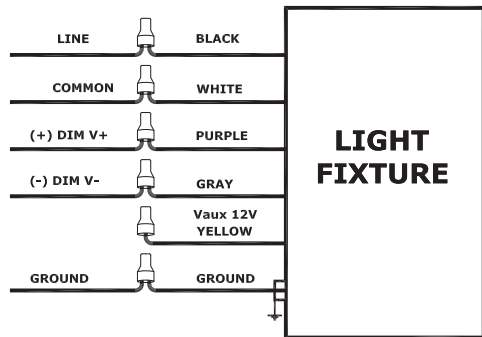 LINE BLACK
COMMON WHITE
(+) DIM V+ PURPLE
(-) DIM V- GRAY
Vaux 12V
YELLOW
GROUND GROUND
LIGHT
FIXTURE